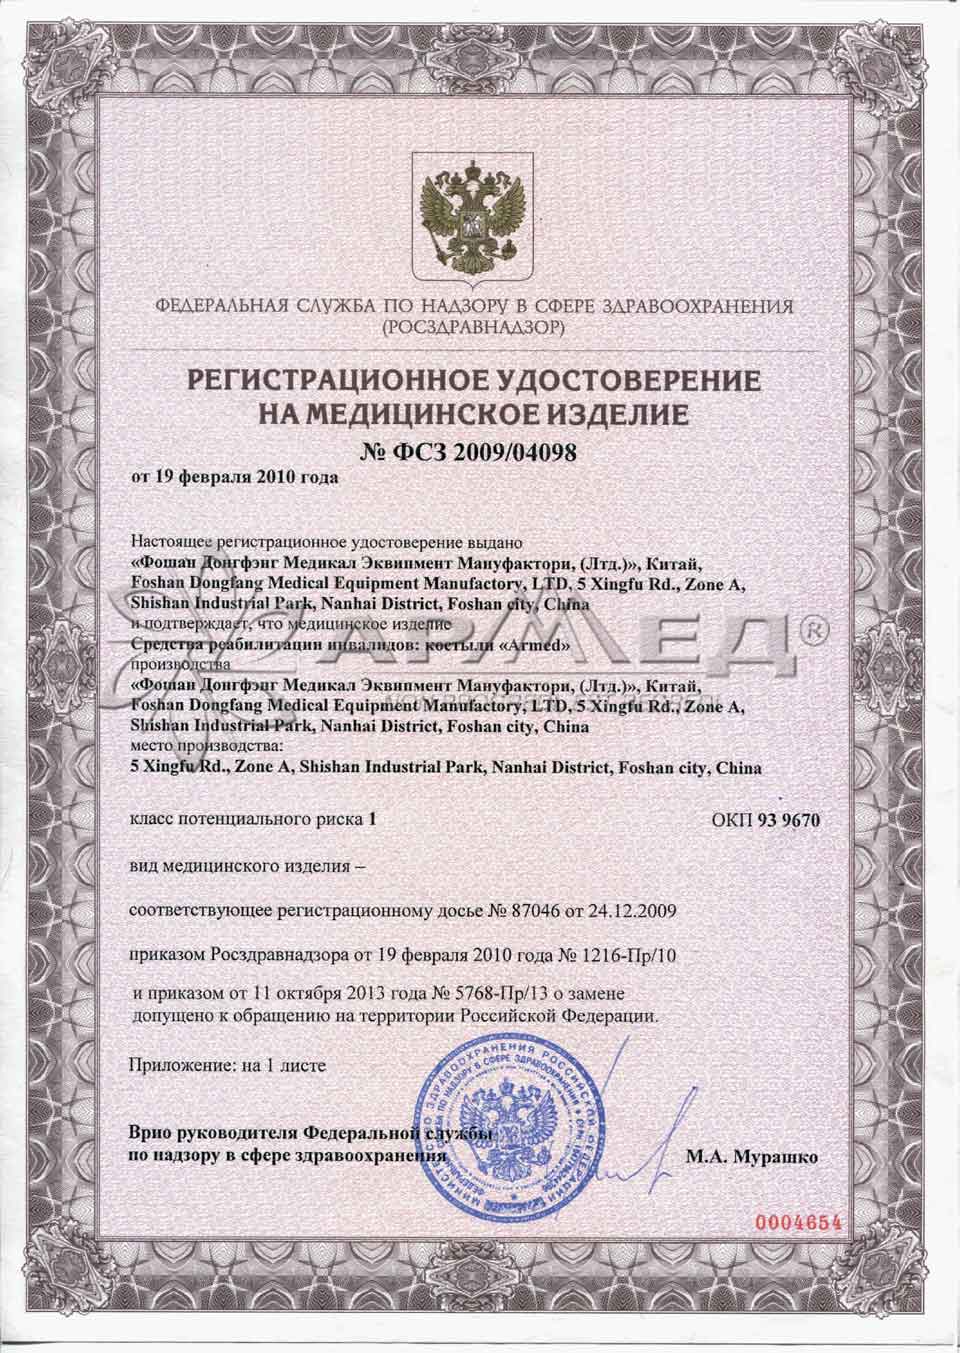 ФЕДЕРАЛЬНАЯ СЛУЖБА ПО НАДЗОРУ В СФЕРЕ ЗДРАВООХРАНЕНИЯ
(РОСЗДРАВНАДЗОР)
РЕГИСТРАЦИОННОЕ УДОСТОВЕРЕНИЕ
НА МЕДИЦИНСКОЕ ИЗДЕЛИЕ
№ ФСЗ 2009/04098
от 19 февраля 2010 года
Настоящее регистрационное удостоверение выдано
«Фошан Донгфэнг Медикал Эквипмент Мануфактори, (Лтд.)», Китай,
Foshan Dongfang Medical Equipment Manufactory, LTD, 5 Xingfu Rd., Zone A,
Shishan Industrial Park, Nanhai District, Foshan city, China
и подтверждает, что медицинское изделие
Средства реабилитации инвалидов: костыли «Armed»
АРМЕД®
производства
«Фошан Донгфэнг Медикал Эквипмент Мануфактори, (Лтд.)», Китай,
Foshan Dongfang Medical Equipment Manufactory, LTD, 5 Xingfu Rd., Zone A,
Shishan Industrial Park, Nanhai District, Foshan city, China
место производства:
5 Xingfu Rd., Zone A, Shishan Industrial Park, Nanhai District, Foshan city, China
класс потенциального риска 1 ОКП 93 9670
вид медицинского изделия –
соответствующее регистрационному досье № 87046 от 24.12.2009
приказом Росздравнадзора от 19 февраля 2010 года № 1216-Пр/10
и приказом от 11 октября 2013 года № 5768-Пр/13 о замене
допущено к обращению на территории Российской Федерации.
Приложение: на 1 листе
МИНИСТЕРСТВО ЗДРАВООХРАНЕНИЯ РОССИЙСКОЙ ФЕДЕРАЦИИ
ФЕДЕРАЛЬНАЯ СЛУЖБА ПО НАДЗОРУ В СФЕРЕ ЗДРАВООХРАНЕНИЯ
Врио руководителя Федеральной службы
по надзору в сфере здравоохранения М.А. Мурашко
0004654